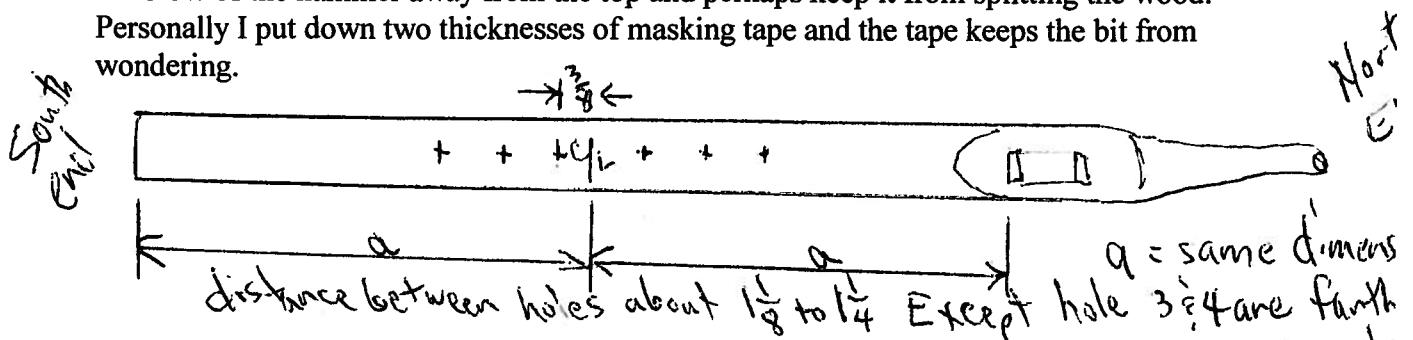 Personally I put down two thicknesses of masking tape and the tape keeps the bit from
wondering.
3/8
South
end
Nort
E
a
a
a = same dimens
distance between holes about 1 1/8 to 1 1/4 Except hole 3 & 4 are farth